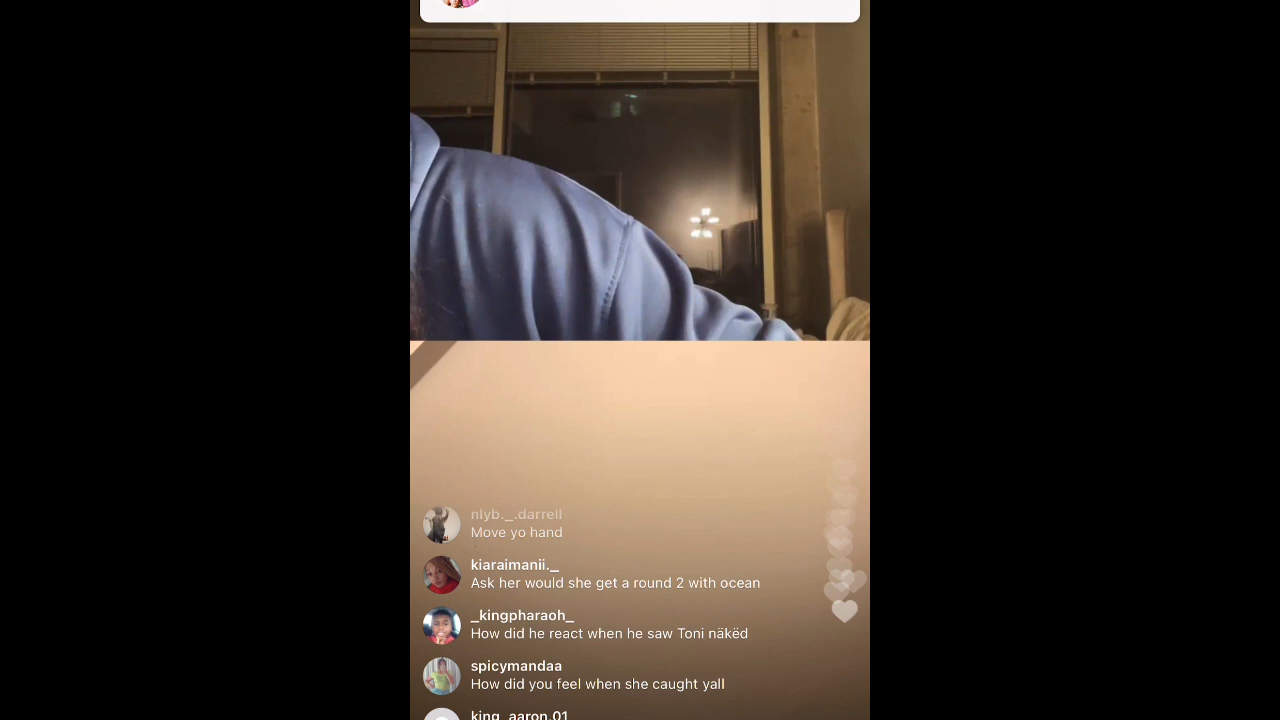 nlyb._.darrell
Move yo hand
kiaraimanii._
Ask her would she get a round 2 with ocean
_kingpharaoh_
How did he react when he saw Toni näkëd
spicymandaa
How did you feel when she caught yall
king_aaron.01